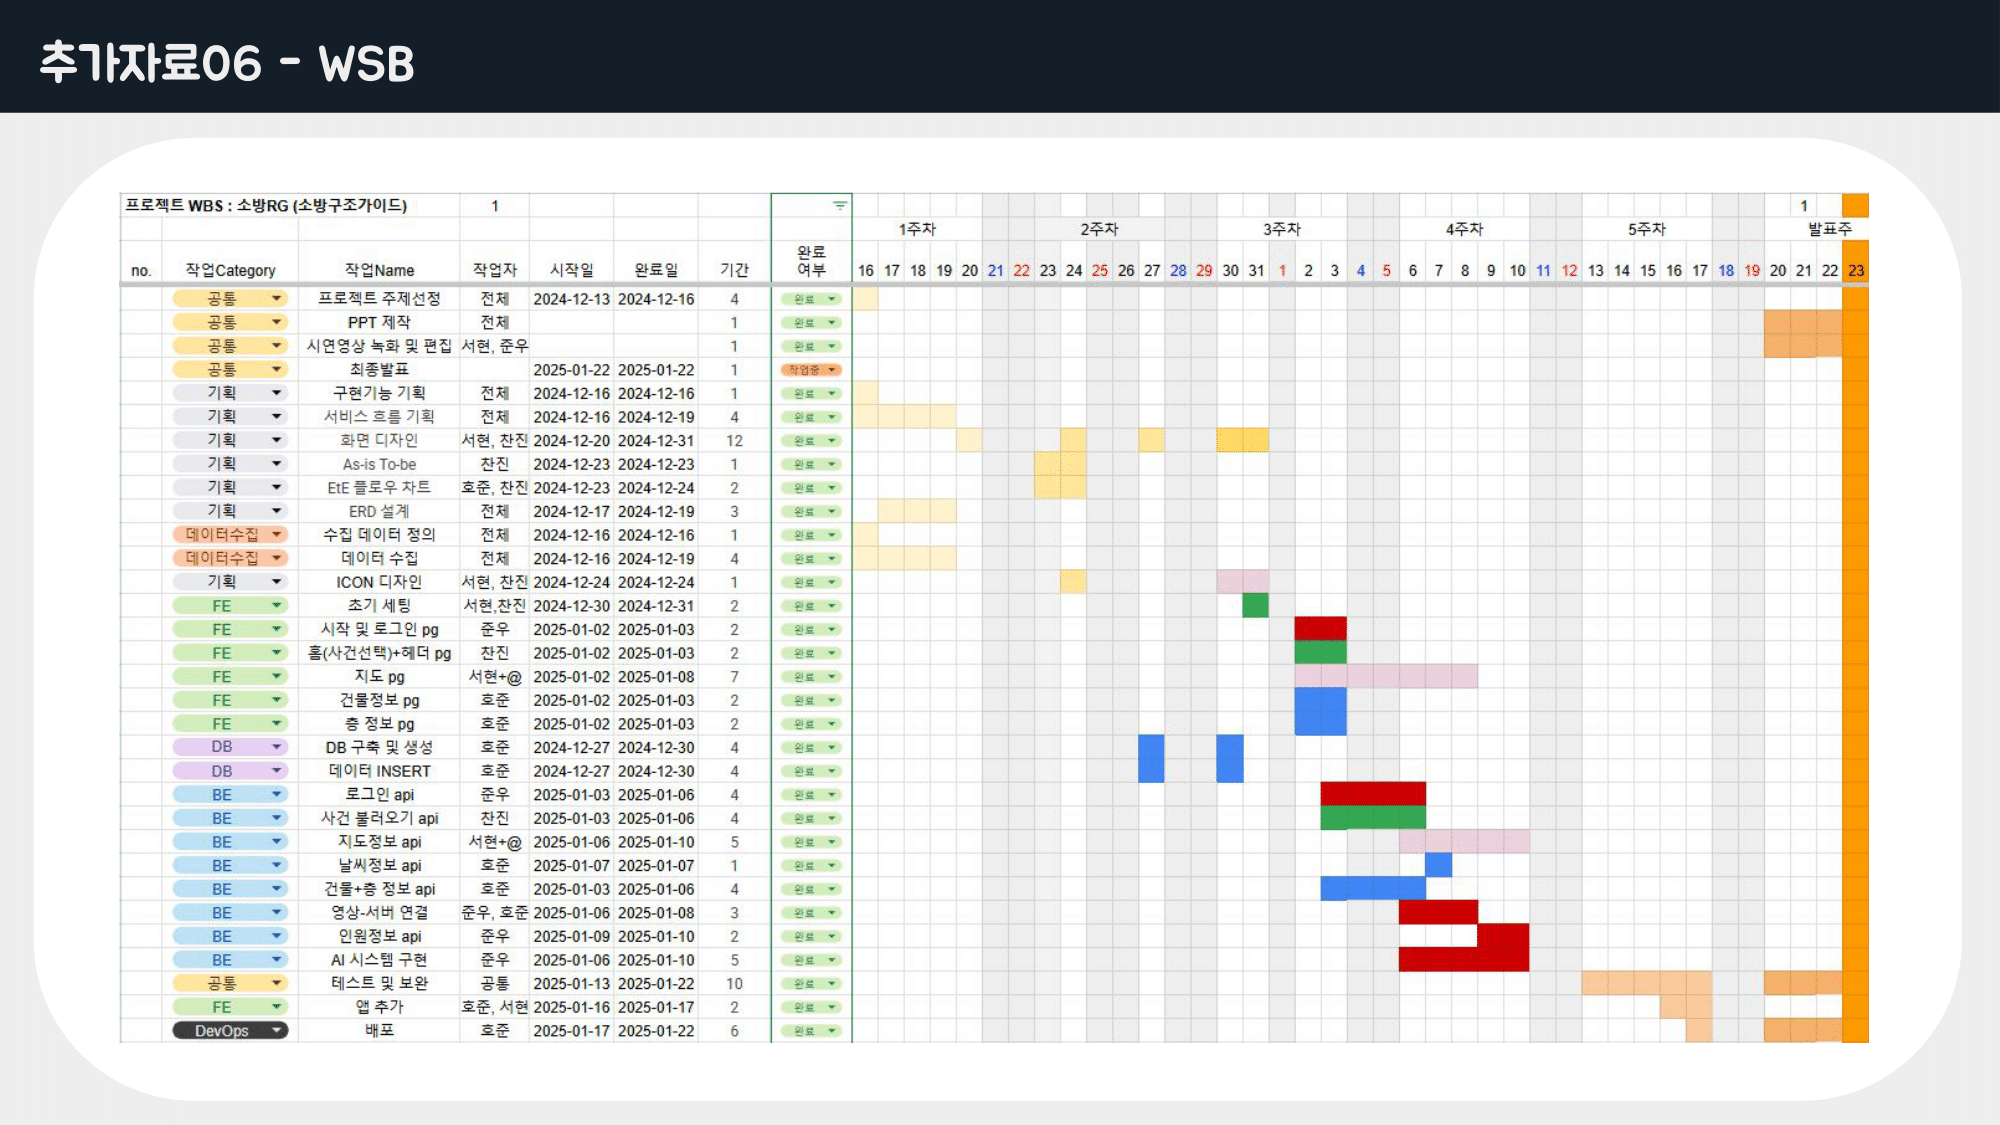 추가자료06 - WSB
프로젝트 WBS : 소방RG (소방구조가이드) 1 1
1주차 2주차 3주차 4주차 5주차 발표주
no. 작업Category 작업Name 작업자 시작일 완료일 기간 완료 여부 16 17 18 19 20 21 22 23 24 25 26 27 28 29 30 31 1 2 3 4 5 6 7 8 9 10 11 12 13 14 15 16 17 18 19 20 21 22 23
공통 프로젝트 주제선정 전체 2024-12-13 2024-12-16 4 완료
공통 PPT 제작 전체 1 완료
공통 시연영상 녹화 및 편집 서현, 준우 1 완료
공통 최종발표 2025-01-22 2025-01-22 1 작업중
기획 구현기능 기획 전체 2024-12-16 2024-12-16 1 완료
기획 서비스 흐름 기획 전체 2024-12-16 2024-12-19 4 완료
기획 화면 디자인 서현, 찬진 2024-12-20 2024-12-31 12 완료
기획 As-is To-be 찬진 2024-12-23 2024-12-23 1 완료
기획 EtE 플로우 차트 호준, 찬진 2024-12-23 2024-12-24 2 완료
기획 ERD 설계 전체 2024-12-17 2024-12-19 3 완료
데이터수집 수집 데이터 정의 전체 2024-12-16 2024-12-16 1 완료
데이터수집 데이터 수집 전체 2024-12-16 2024-12-19 4 완료
기획 ICON 디자인 서현, 찬진 2024-12-24 2024-12-24 1 완료
FE 초기 세팅 서현,찬진 2024-12-30 2024-12-31 2 완료
FE 시작 및 로그인 pg 준우 2025-01-02 2025-01-03 2 완료
FE 홈(사건선택)+헤더 pg 찬진 2025-01-02 2025-01-03 2 완료
FE 지도 pg 서현+@ 2025-01-02 2025-01-08 7 완료
FE 건물정보 pg 호준 2025-01-02 2025-01-03 2 완료
FE 층 정보 pg 호준 2025-01-02 2025-01-03 2 완료
DB DB 구축 및 생성 호준 2024-12-27 2024-12-30 4 완료
DB 데이터 INSERT 호준 2024-12-27 2024-12-30 4 완료
BE 로그인 api 준우 2025-01-03 2025-01-06 4 완료
BE 사건 불러오기 api 찬진 2025-01-03 2025-01-06 4 완료
BE 지도정보 api 서현+@ 2025-01-06 2025-01-10 5 완료
BE 날씨정보 api 호준 2025-01-07 2025-01-07 1 완료
BE 건물+층 정보 api 호준 2025-01-03 2025-01-06 4 완료
BE 영상-서버 연결 준우, 호준 2025-01-06 2025-01-08 3 완료
BE 인원정보 api 준우 2025-01-09 2025-01-10 2 완료
BE AI 시스템 구현 준우 2025-01-06 2025-01-10 5 완료
공통 테스트 및 보완 공통 2025-01-13 2025-01-22 10 완료
FE 앱 추가 호준, 서현 2025-01-16 2025-01-17 2 완료
DevOps 배포 호준 2025-01-17 2025-01-22 6 완료